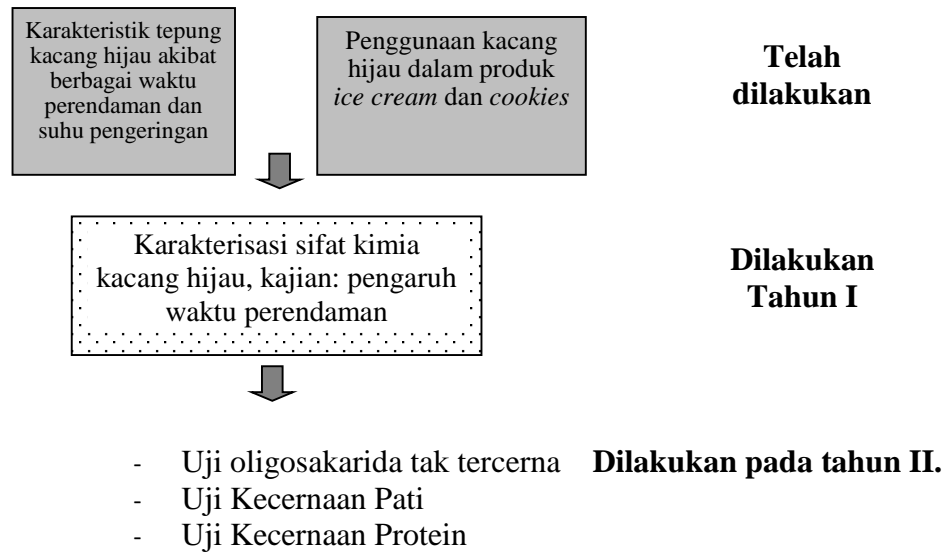 Karakteristik tepung
kacang hijau akibat
berbagai waktu
perendaman dan
suhu pengeringan
Penggunaan kacang
hijau dalam produk
ice cream dan cookies
Telah
dilakukan
Karakterisasi sifat kimia
kacang hijau, kajian: pengaruh
waktu perendaman
Dilakukan
Tahun I
- Uji oligosakarida tak tercerna Dilakukan pada tahun II.
- Uji Kecernaan Pati
- Uji Kecernaan Protein